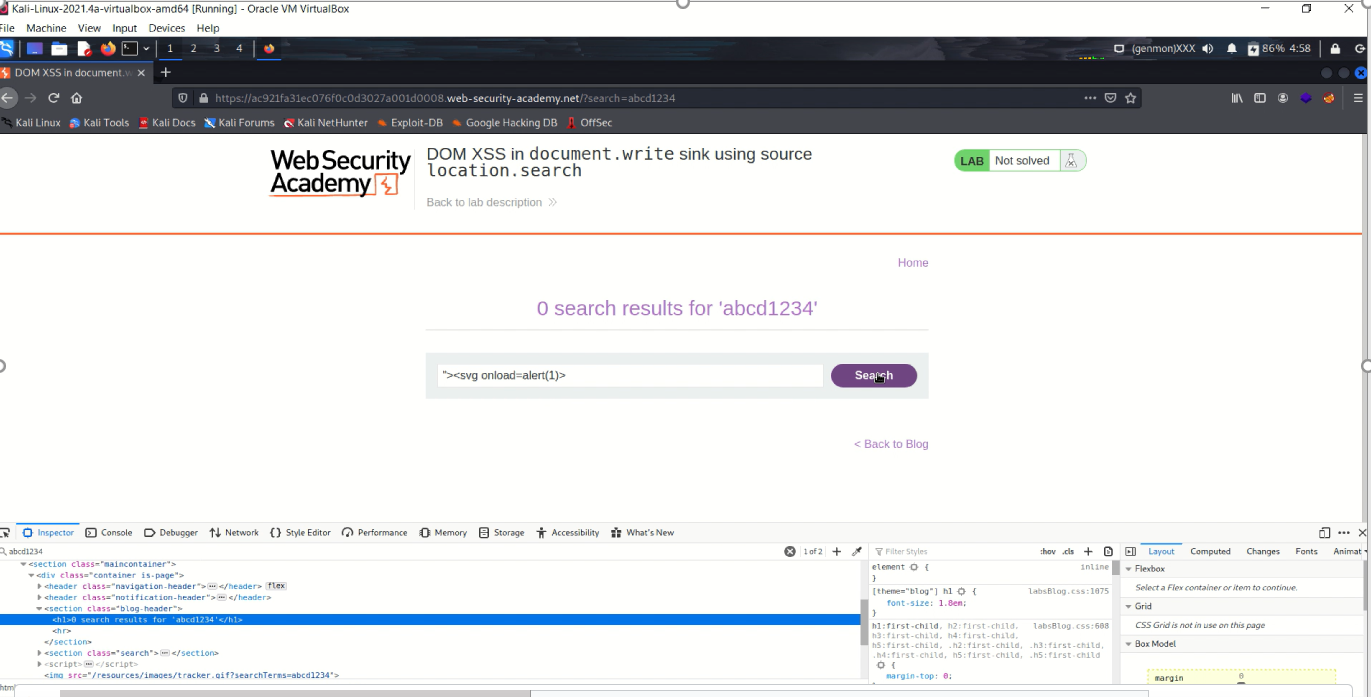 Kali-Linux-2021.4a-virtualbox-amd64 [Running] - Oracle VM VirtualBox
File Machine View Input Devices Help
1 2 3 4
(genmon)XXX 86% 4:58
DOM XSS in document.w
https://ac921fa31ec076f0c0d3027a001d0008.web-security-academy.net/?search=abcd1234
Kali Linux Kali Tools Kali Docs Kali Forums Kali NetHunter Exploit-DB Google Hacking DB OffSec
Web Security
Academy
DOM XSS in document.write sink using source
location.search
Back to lab description
LAB Not solved
Home
0 search results for 'abcd1234'
"><svg onload=alert(1)>
Search
< Back to Blog
Inspector Console Debugger Network Style Editor Performance Memory Storage Accessibility What's New
abcd1234
1 of 2
<section class="maincontainer">
<div class="container is-page">
<header class="navigation-header">⋯</header> flex
<header class="notification-header">⋯</header>
<section class="blog-header">
<h1>0 search results for 'abcd1234'</h1>
<hr>
</section>
<section class="search">⋯</section>
<script>⋯</script>
<img src="/resources/images/tracker.gif?searchTerms=abcd1234">
html
Filter Styles :hov .cls
element { inline
}
[theme="blog"] h1 { labsBlog.css:1075
font-size: 1.8em;
}
h1:first-child, h2:first-child, labsBlog.css:608
h3:first-child, h4:first-child,
h5:first-child, .h2:first-child, .h3:first-child,
.h4:first-child, h5:first-child, .h5:first-child
{
margin-top: 0;
Layout Computed Changes Fonts Animat
Flexbox
Select a Flex container or item to continue.
Grid
CSS Grid is not in use on this page
Box Model
margin 0